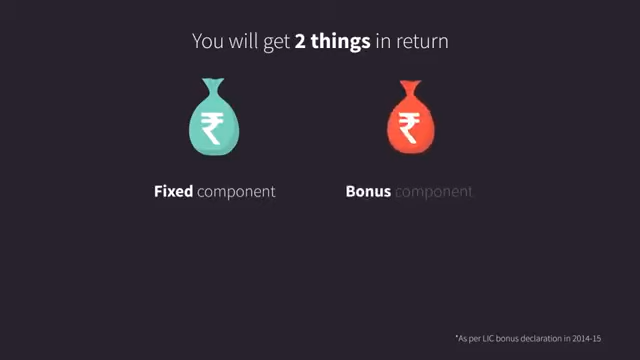 You will get 2 things in return
₹ ₹
Fixed component Bonus component
*As per LIC bonus declaration in 2014-15